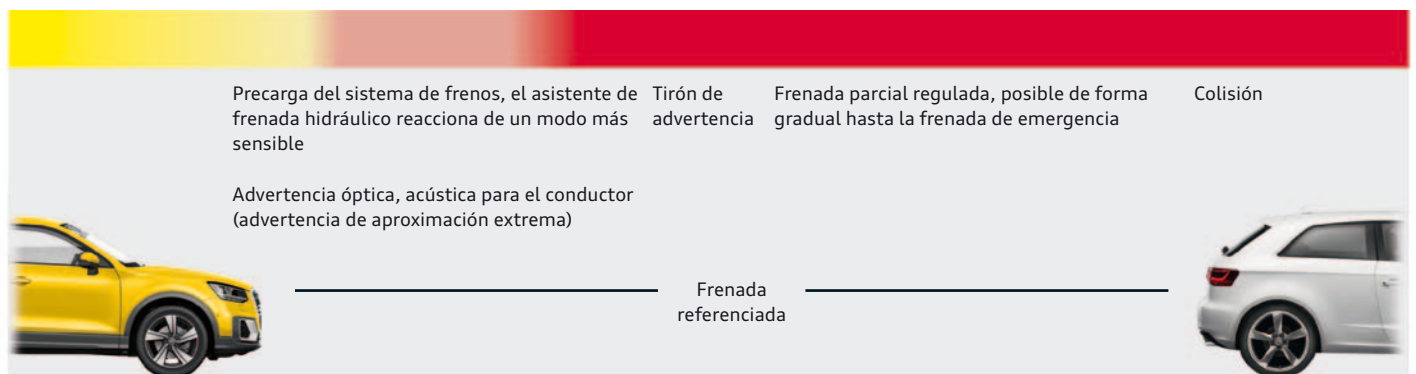 Precarga del sistema de frenos, el asistente de
frenada hidráulico reacciona de un modo más
sensible
Tirón de
advertencia
Frenada parcial regulada, posible de forma
gradual hasta la frenada de emergencia
Colisión
Advertencia óptica, acústica para el conductor
(advertencia de aproximación extrema)
Frenada
referenciada